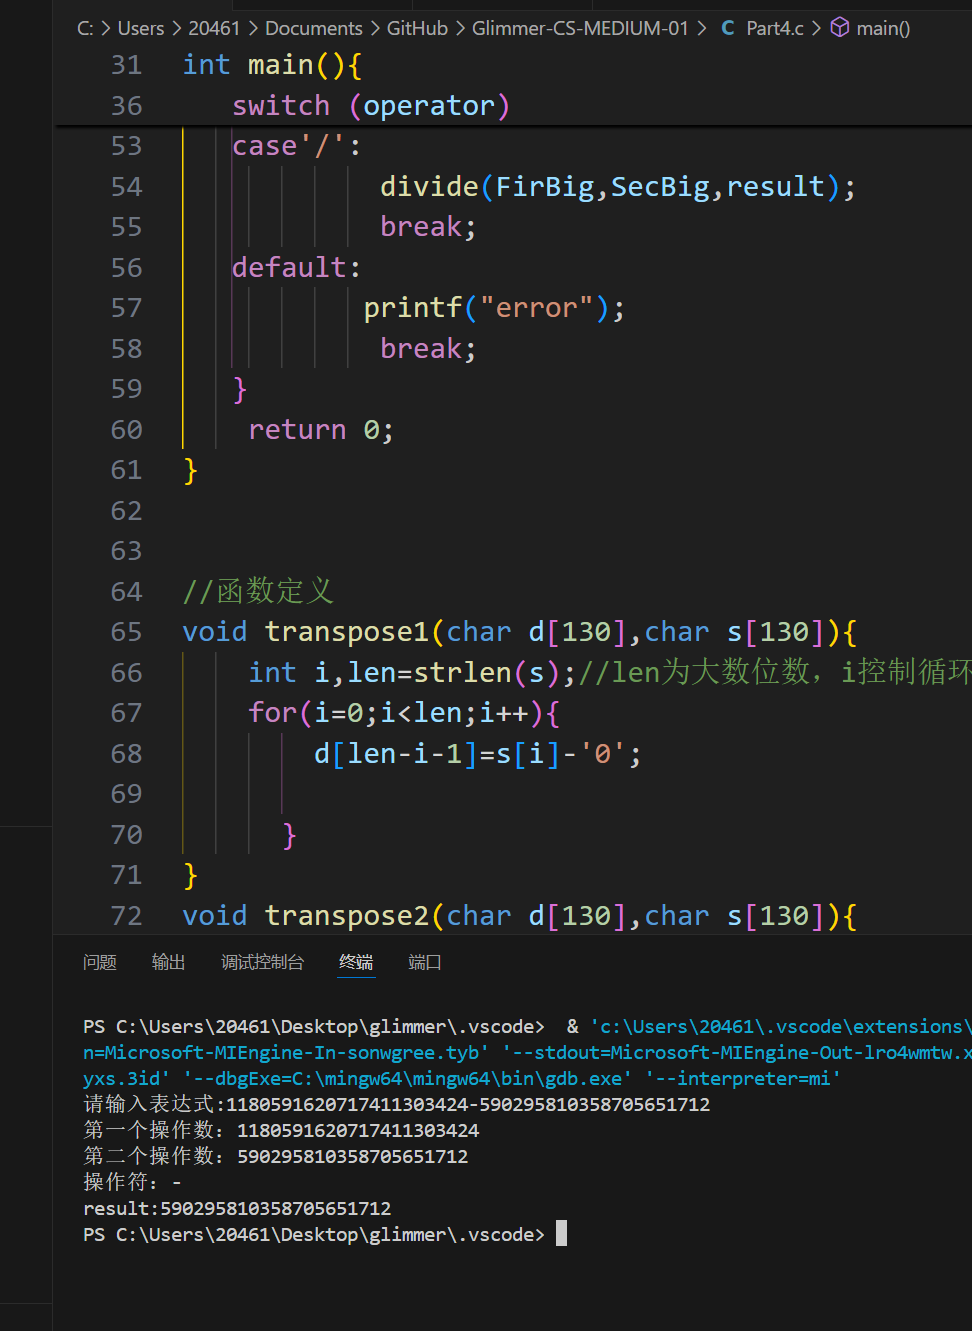 C: > Users > 20461 > Documents > GitHub > Glimmer-CS-MEDIUM-01 > C Part4.c > main()
31 int main(){
36 switch (operator)
53 case'/':
54 divide(FirBig,SecBig,result);
55 break;
56 default:
57 printf("error");
58 break;
59 }
60 return 0;
61 }
62
63
64 //函数定义
65 void transpose1(char d[130],char s[130]){
66 int i,len=strlen(s);//len为大数位数，i控制循环
67 for(i=0;i<len;i++){
68 d[len-i-1]=s[i]-'0';
69
70 }
71 }
72 void transpose2(char d[130],char s[130]){
问题 输出 调试控制台 终端 端口
PS C:\Users\20461\Desktop\glimmer\.vscode>  & 'c:\Users\20461\.vscode\extensions\
n=Microsoft-MIEngine-In-sonwgree.tyb' '--stdout=Microsoft-MIEngine-Out-lro4wmtw.x
yxs.3id' '--dbgExe=C:\mingw64\mingw64\bin\gdb.exe' '--interpreter=mi'
请输入表达式:1180591620717411303424-590295810358705651712
第一个操作数：1180591620717411303424
第二个操作数：590295810358705651712
操作符：-
result:590295810358705651712
PS C:\Users\20461\Desktop\glimmer\.vscode>